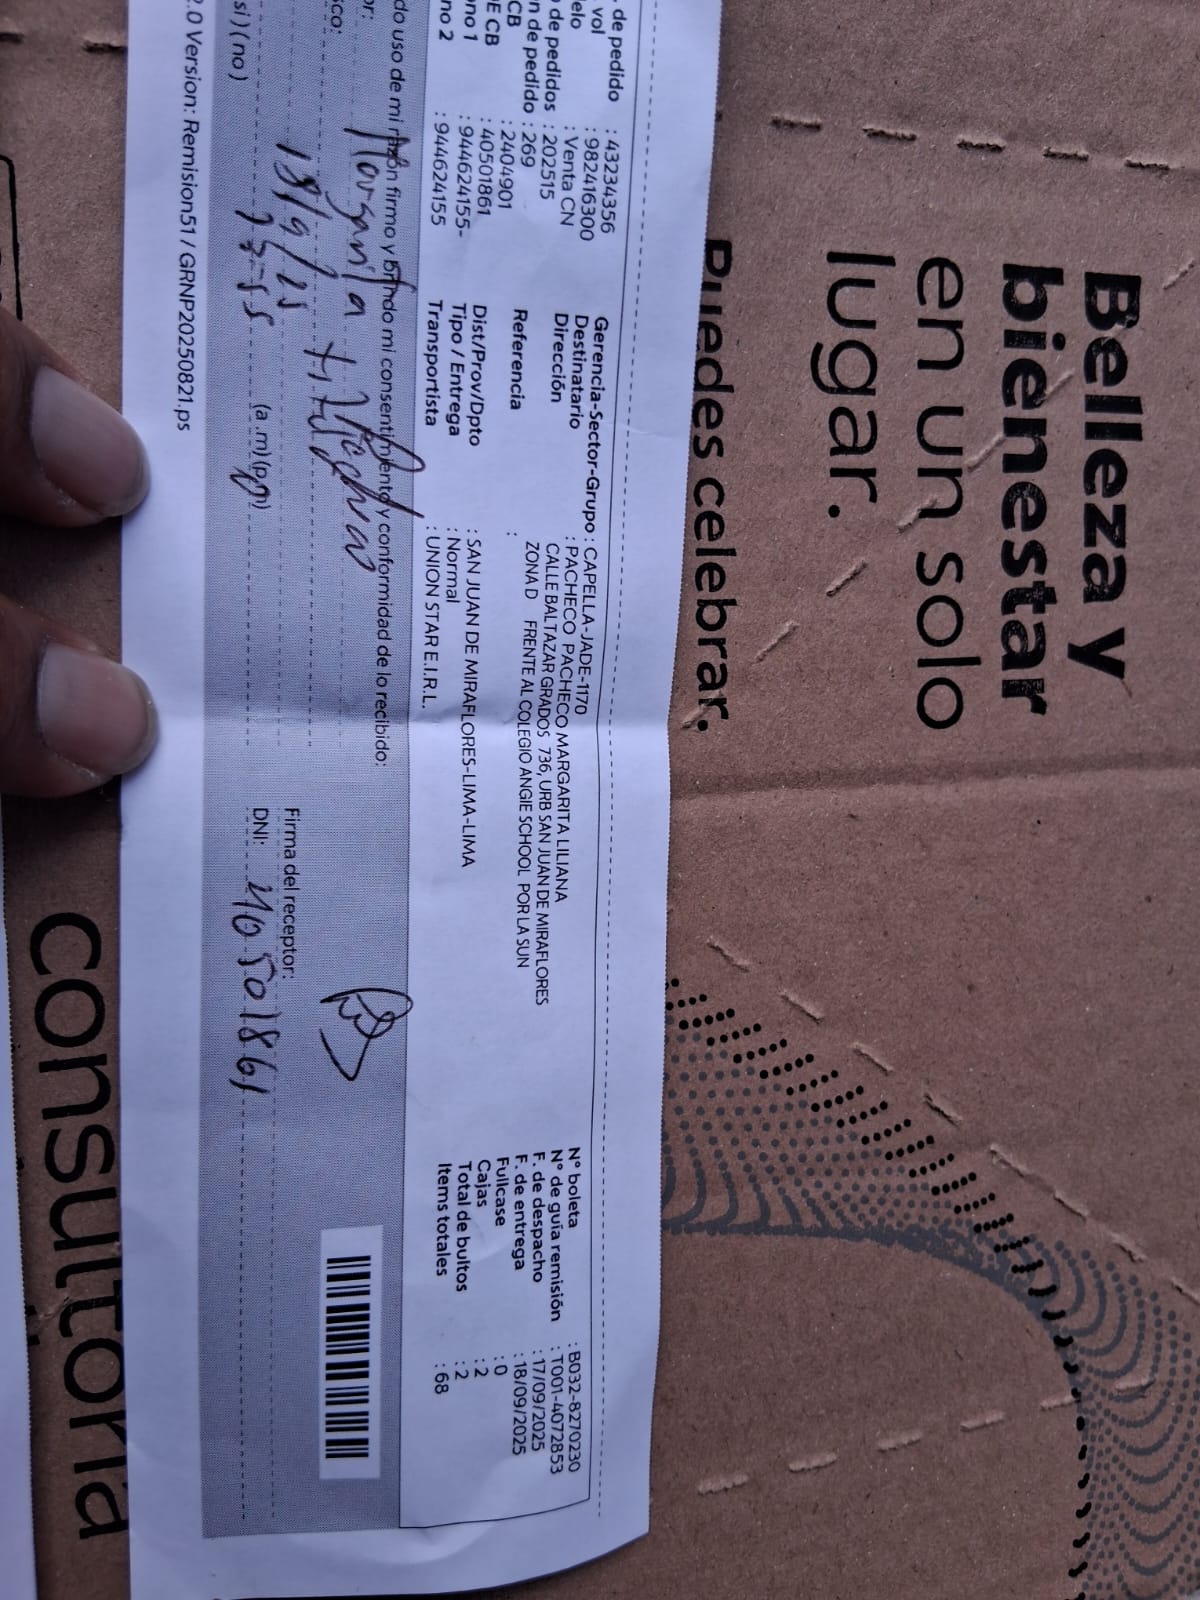 de pedido : 43234356
vol : 982416300
elo : Venta CN
de pedidos : 202515
n de pedido : 269
CB : 2404901
E CB : 40501861
no 1 : 944624155-
no 2 : 944624155
Gerencia-Sector-Grupo : CAPELLA-JADE-1170
Destinatario : PACHECO PACHECO MARGARITA LILIANA
Dirección CALLE BALTAZAR GRADOS 736, URB SAN JUAN DE MIRAFLORES
ZONA D FRENTE AL COLEGIO ANGIE SCHOOL POR LA SUN
Referencia :
Dist/Prov/Dpto : SAN JUAN DE MIRAFLORES-LIMA-LIMA
Tipo / Entrega : Normal
Transportista : UNION STAR E.I.R.L.
N° boleta : B032-8270230
N° de guía remisión : T001-4072853
F. de despacho : 17/09/2025
F. de entrega : 18/09/2025
Fullcase : 0
Cajas : 2
Total de bultos : 2
Items totales : 68
do uso de mi razón firmo y brindo mi consentimiento y conformidad de lo recibido:
or: Margarita
sco:
18/9/25
(a.m)(p.m)
si ) ( no )
Firma del receptor:
DNI: 40501861
2.0 Version: Remision51 / GRNP20250821.ps
Belleza y
bienestar
en un solo
lugar.
Puedes celebrar.
consultoría